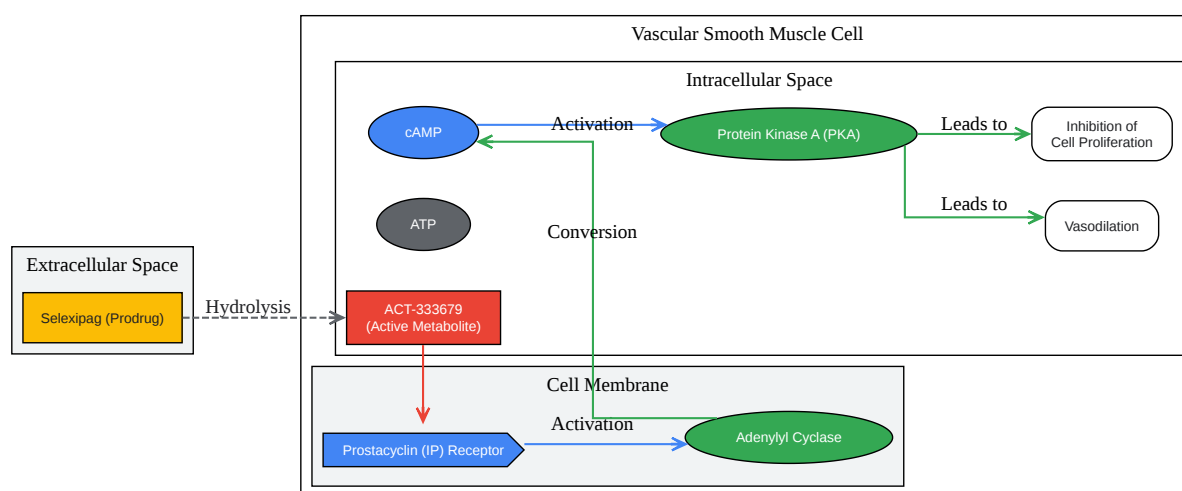 Vascular Smooth Muscle Cell
Intracellular Space
cAMP
Activation
Protein Kinase A (PKA)
Leads to
Inhibition of
Cell Proliferation
ATP
Conversion
Leads to
Vasodilation
Extracellular Space
Selexipag (Prodrug)
Hydrolysis
ACT-333679
(Active Metabolite)
Cell Membrane
Prostacyclin (IP) Receptor
Activation
Adenylyl Cyclase